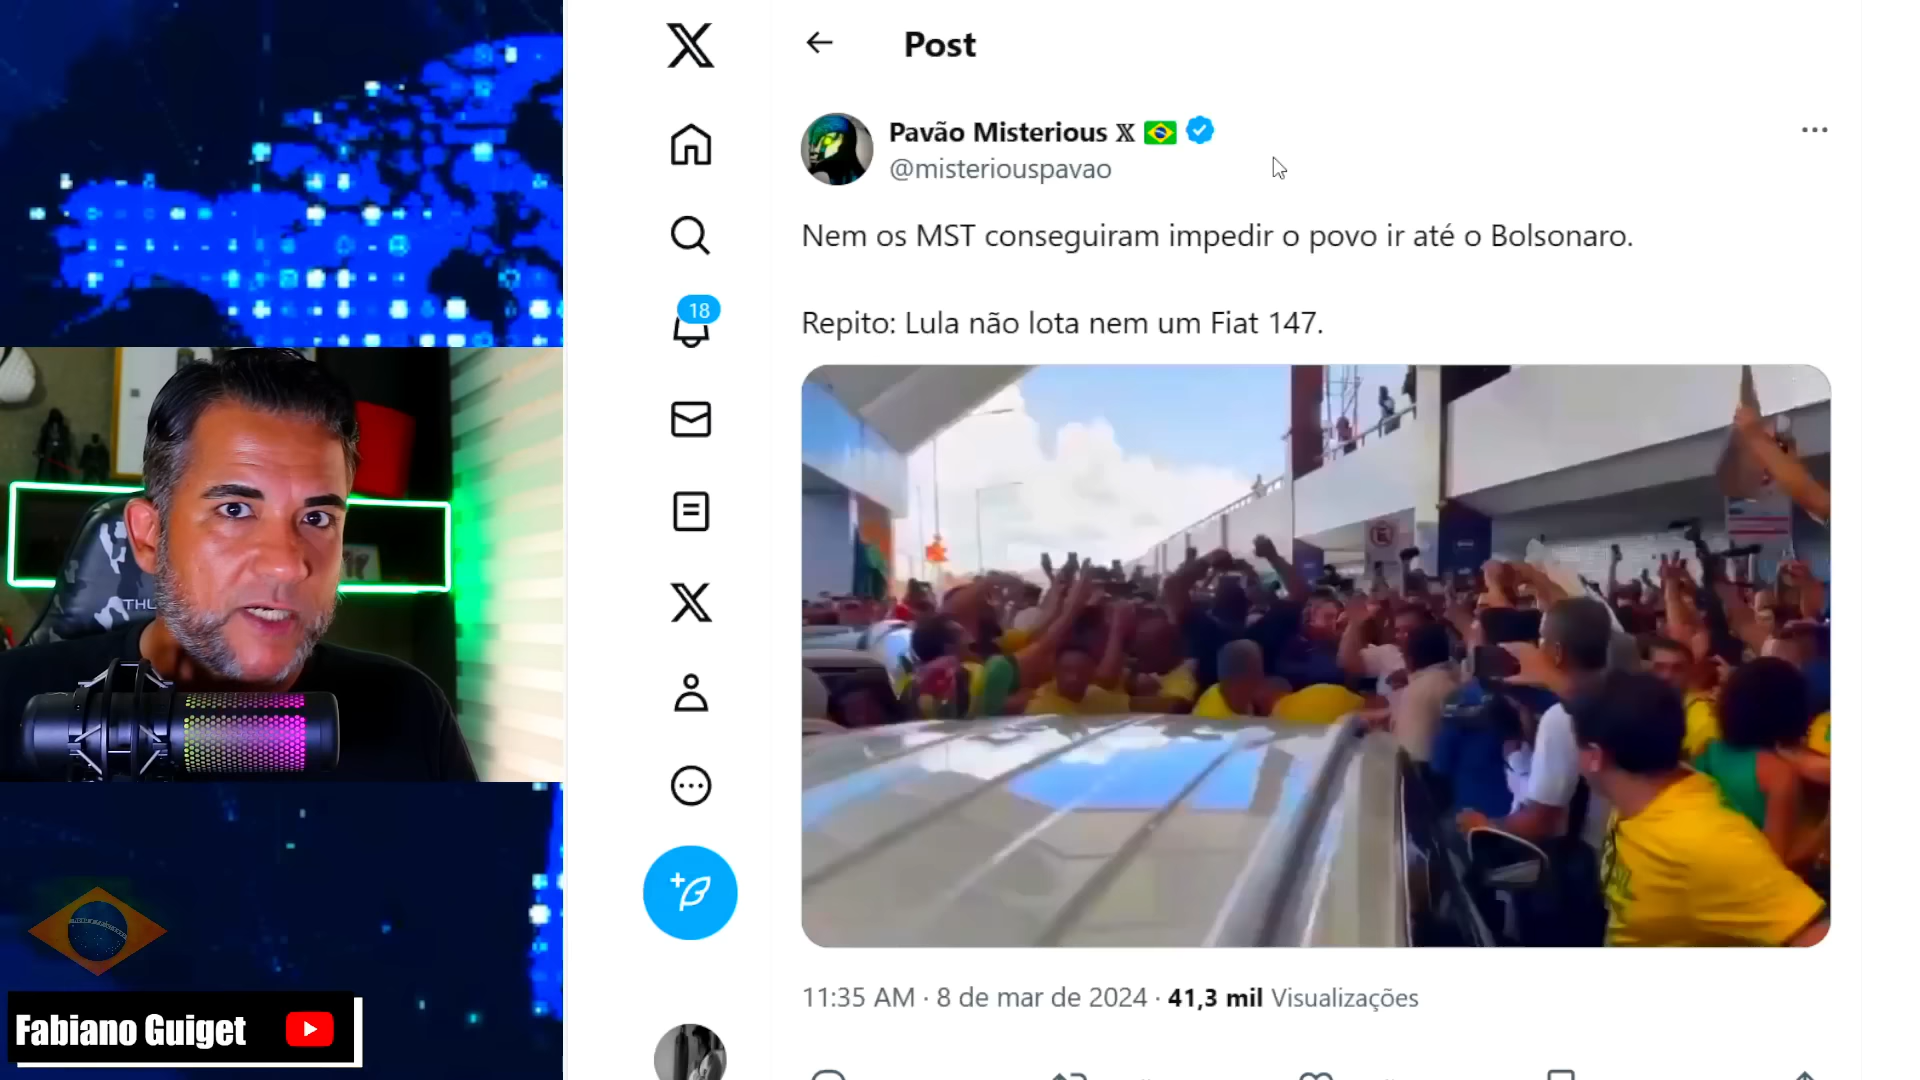 Post
Pavão Misterious X
@misteriouspavao
Nem os MST conseguiram impedir o povo ir até o Bolsonaro.
Repito: Lula não lota nem um Fiat 147.
18
11:35 AM · 8 de mar de 2024 · 41,3 mil Visualizações
Fabiano Guiget